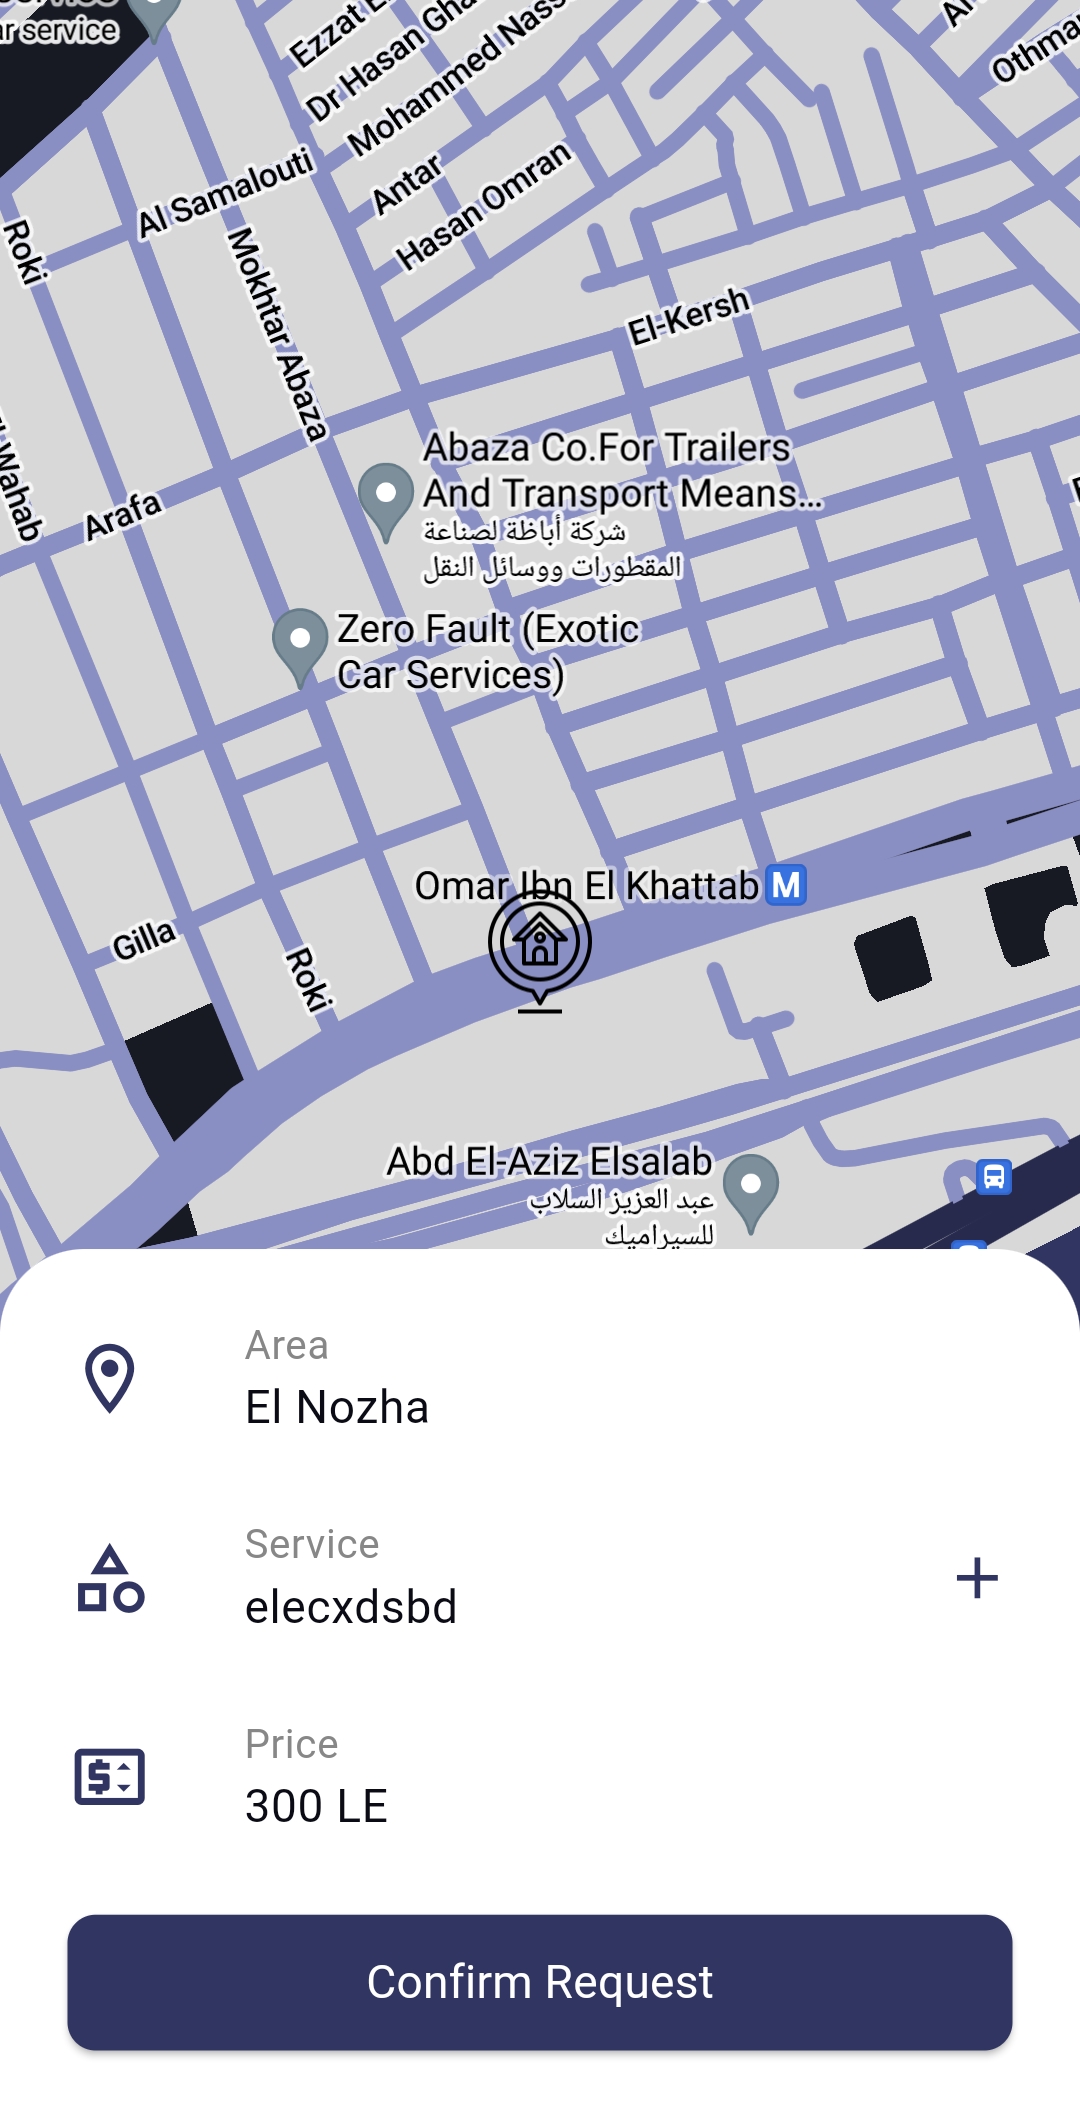 ar service
Ezzat E
Dr Hasan Gha
Mohammed Nass
Othma
Al Samalouti
Antar
Hasan Omran
Roki
Mokhtar Abaza
El-Kersh
l-Wahab
Arafa
Abaza Co.For Trailers
And Transport Means...
شركة أباظة لصناعة
المقطورات ووسائل النقل
Zero Fault (Exotic
Car Services)
Omar Ibn El Khattab M
Gilla
Roki
Abd El-Aziz Elsalab
عبد العزيز السلاب
للسيراميك
Area
El Nozha
Service
elecxdsbd
Price
300 LE
Confirm Request